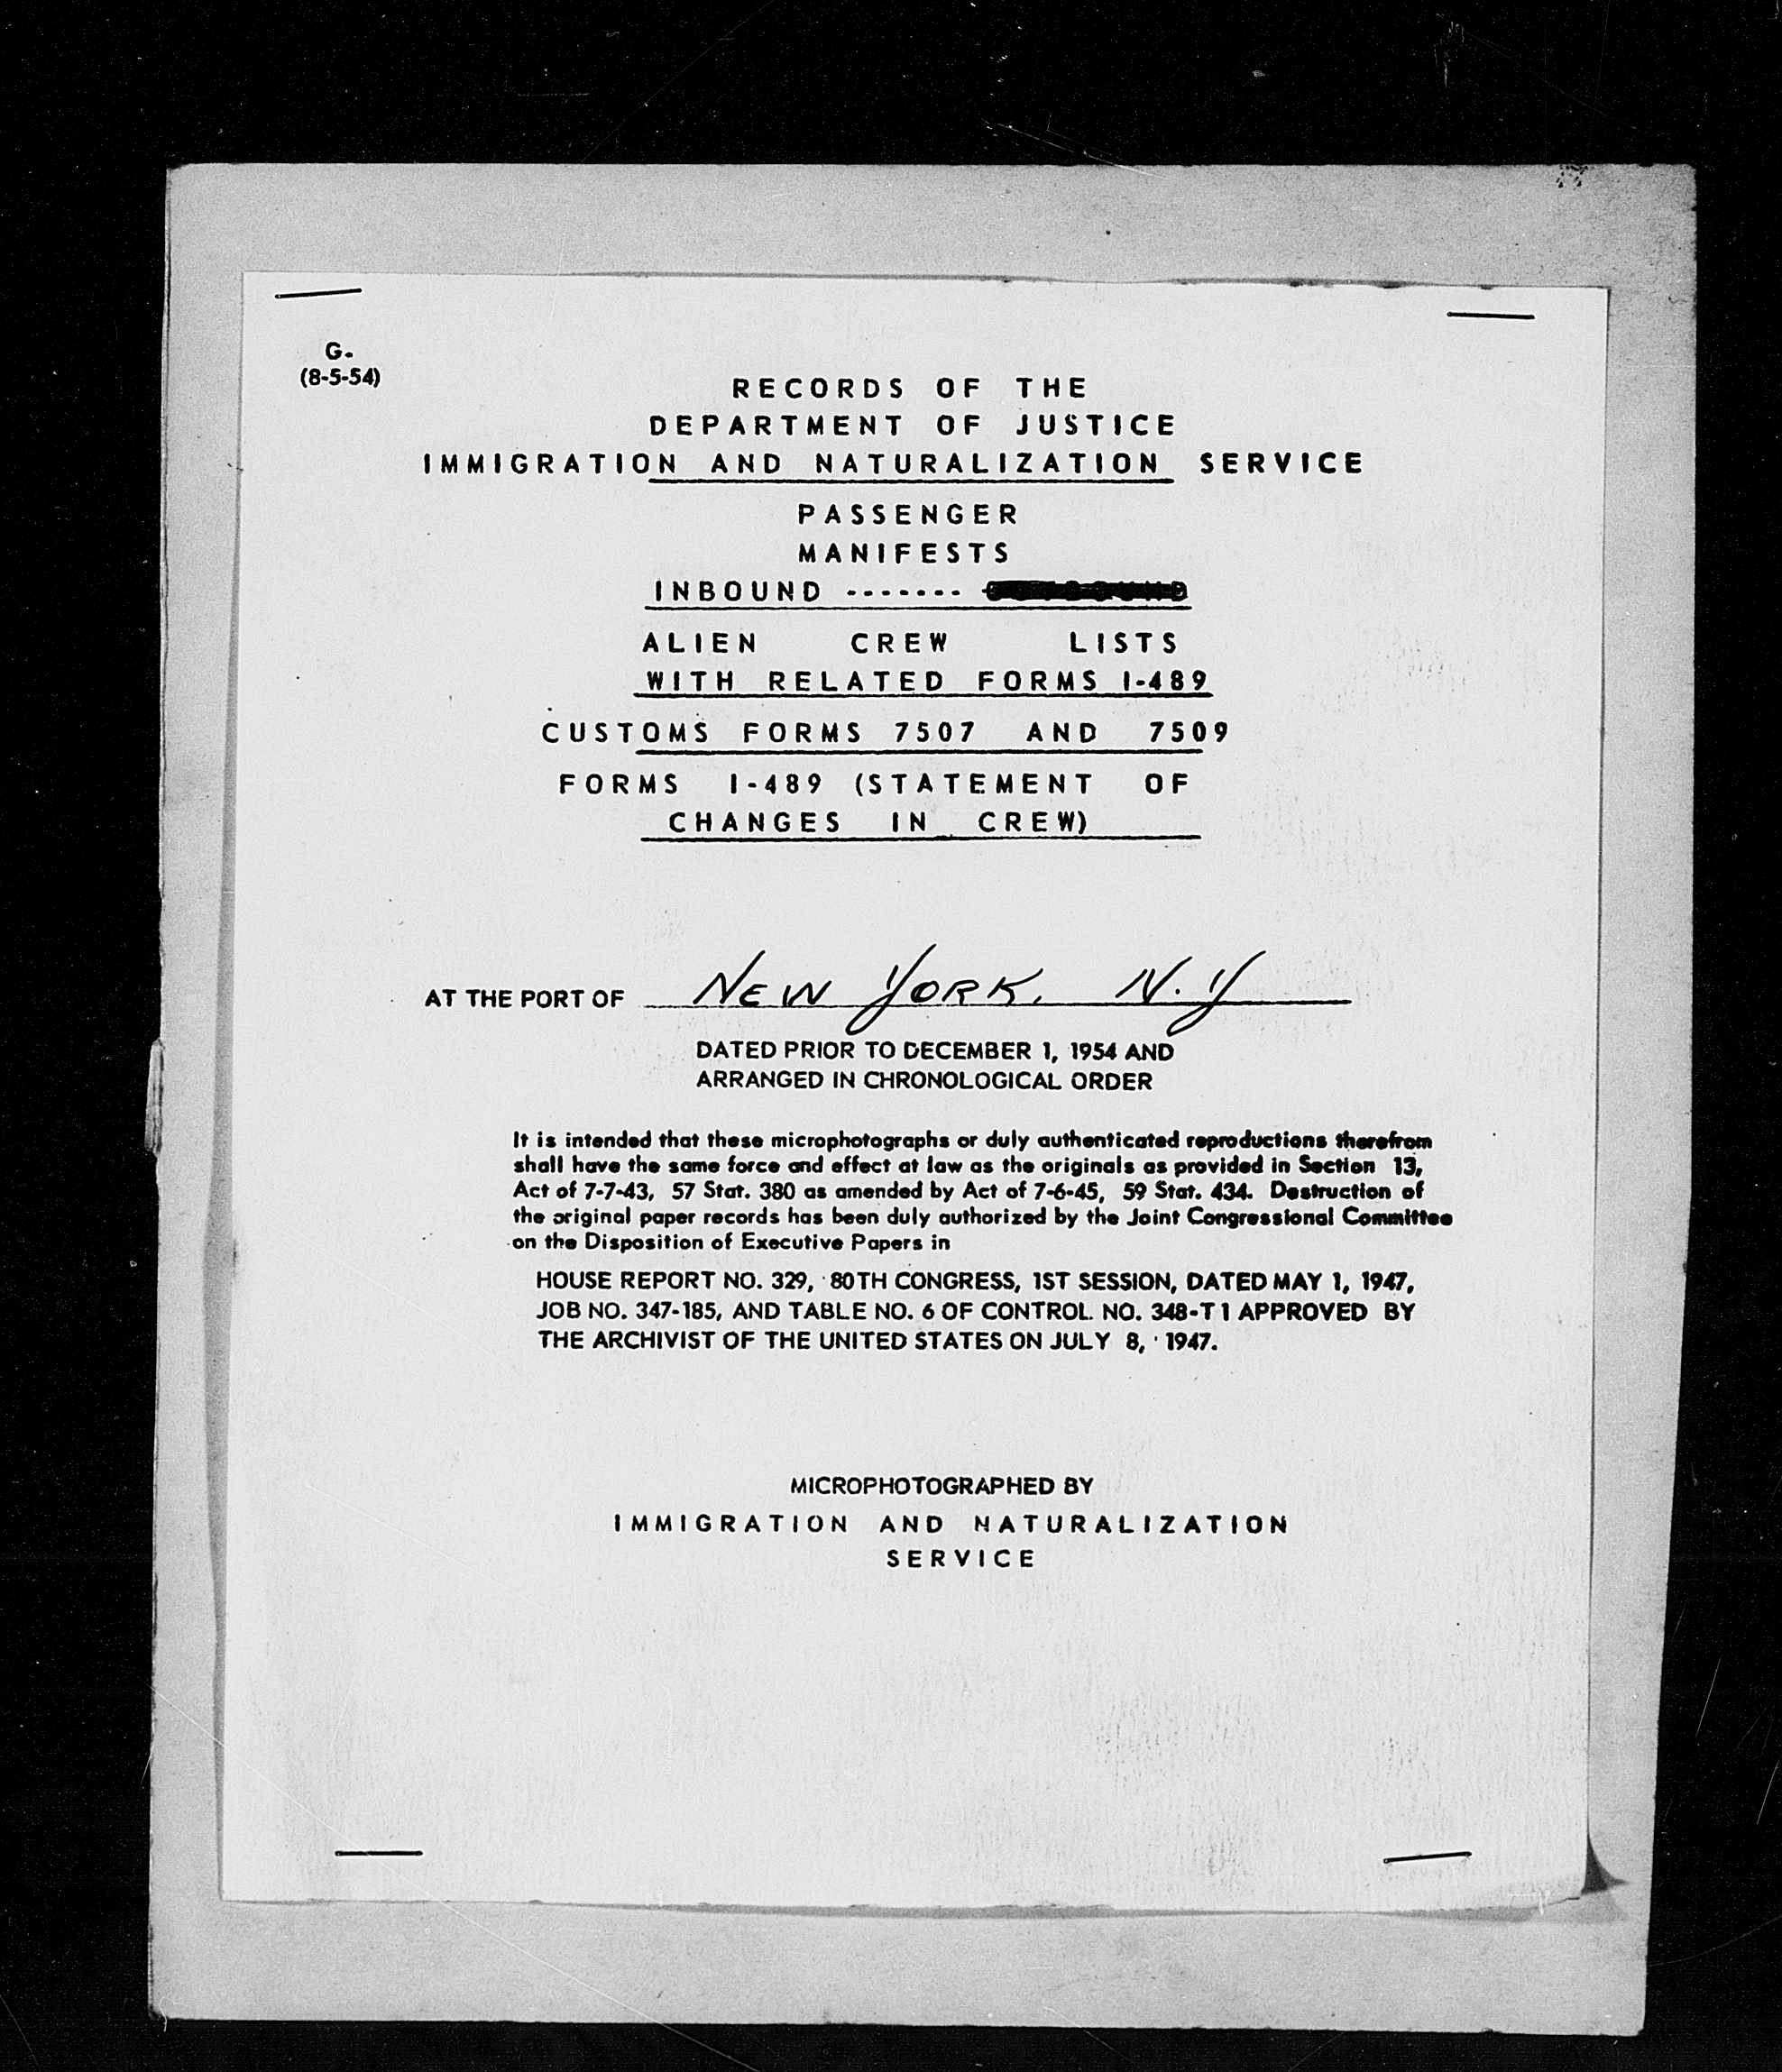 G.
(8-5-54)
RECORDS OF THE
DEPARTMENT OF JUSTICE
IMMIGRATION AND NATURALIZATION SERVICE
PASSENGER
MANIFESTS
INBOUND -------
ALIEN CREW LISTS
WITH RELATED FORMS I-489
CUSTOMS FORMS 7507 AND 7509
FORMS I-489 (STATEMENT OF
CHANGES IN CREW)
AT THE PORT OF NEW YORK, N.Y
DATED PRIOR TO DECEMBER 1, 1954 AND
ARRANGED IN CHRONOLOGICAL ORDER
It is intended that these microphotographs or duly authenticated reproductions therefrom
shall have the same force and effect at law as the originals as provided in Section 13,
Act of 7-7-43, 57 Stat. 380 as amended by Act of 7-6-45, 59 Stat. 434. Destruction of
the original paper records has been duly authorized by the Joint Congressional Committee
on the Disposition of Executive Papers in
HOUSE REPORT NO. 329, 80TH CONGRESS, 1ST SESSION, DATED MAY 1, 1947,
JOB NO. 347-185, AND TABLE NO. 6 OF CONTROL NO. 348-T1 APPROVED BY
THE ARCHIVIST OF THE UNITED STATES ON JULY 8, 1947.
MICROPHOTOGRAPHED BY
IMMIGRATION AND NATURALIZATION
SERVICE